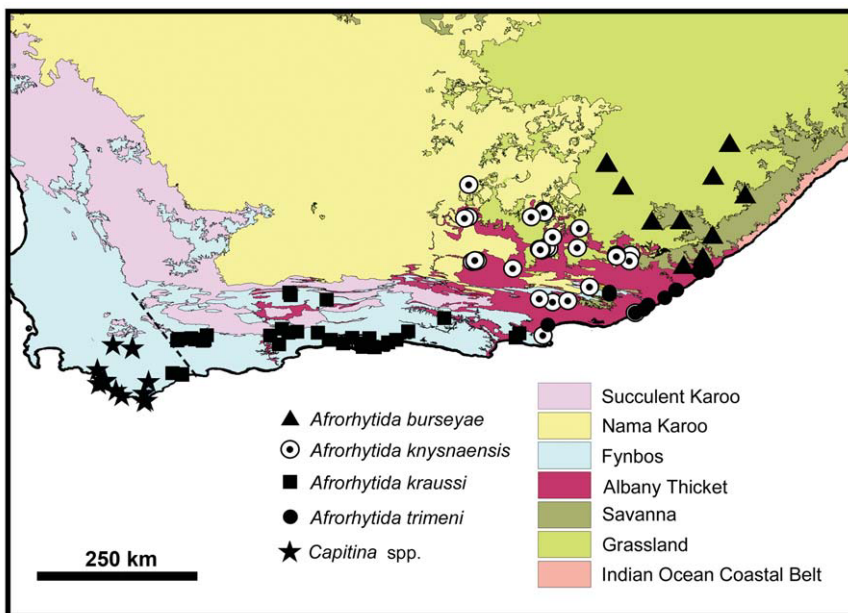 Afrorhytida burseyae
Afrorhytida knysnaensis
Afrorhytida kraussi
Afrorhytida trimeni
Capitina spp.
250 km
Succulent Karoo
Nama Karoo
Fynbos
Albany Thicket
Savanna
Grassland
Indian Ocean Coastal Belt